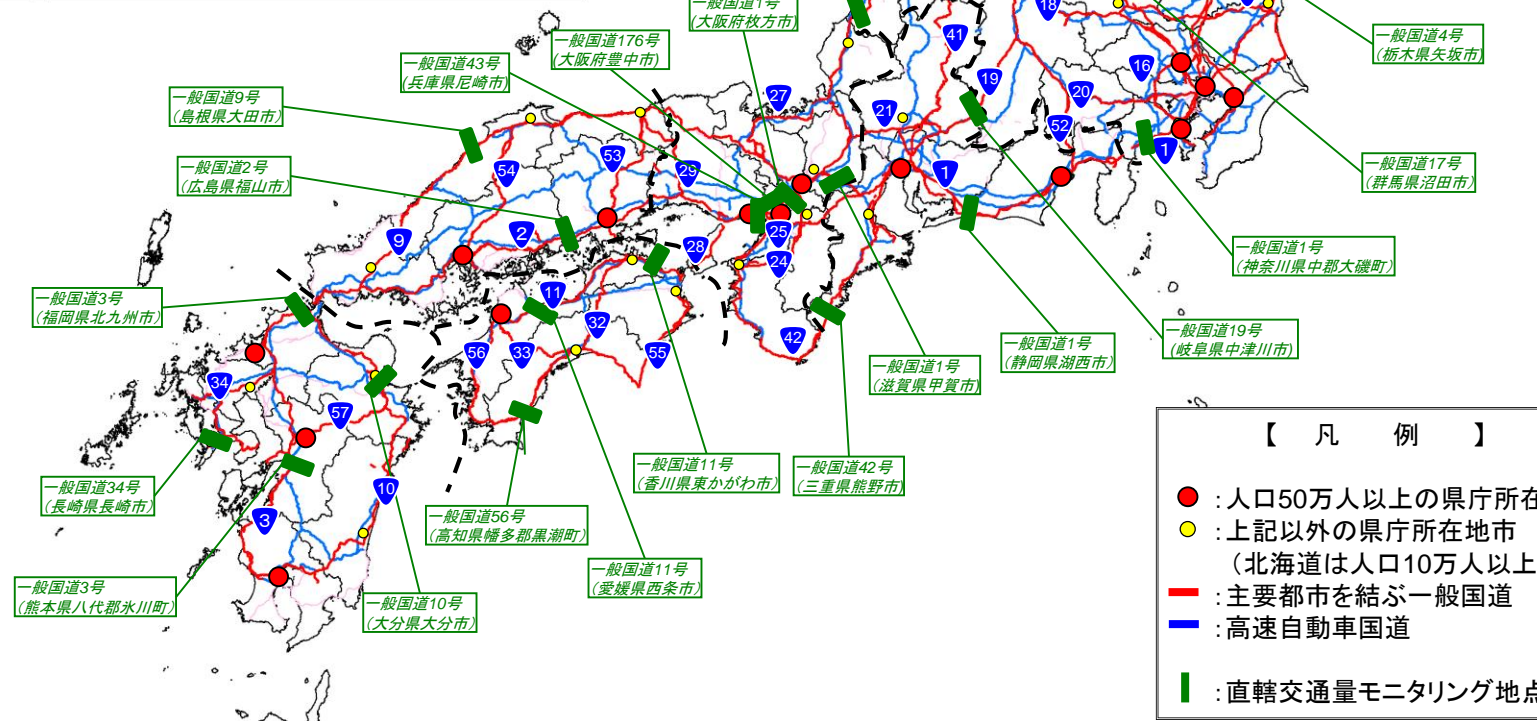 一般国道1号
(大阪府枚方市)
一般国道176号
(大阪府豊中市)
一般国道43号
(兵庫県尼崎市)
一般国道9号
(島根県大田市)
一般国道2号
(広島県福山市)
一般国道3号
(福岡県北九州市)
一般国道34号
(長崎県長崎市)
一般国道3号
(熊本県八代郡氷川町)
一般国道10号
(大分県大分市)
一般国道56号
(高知県幡多郡黒潮町)
一般国道11号
(愛媛県西条市)
一般国道11号
(香川県東かがわ市)
一般国道42号
(三重県熊野市)
一般国道1号
(滋賀県甲賀市)
一般国道1号
(静岡県湖西市)
一般国道19号
(岐阜県中津川市)
一般国道1号
(神奈川県中郡大磯町)
一般国道17号
(群馬県沼田市)
一般国道4号
(栃木県矢坂市)
18
41
19
16
20
52
1
21
27
1
53
54
29
9
2
28
25
24
42
11
32
56
33
55
34
57
10
3
【 凡 例 】
:人口50万人以上の県庁所在
:上記以外の県庁所在地市
(北海道は人口10万人以上
:主要都市を結ぶ一般国道
:高速自動車国道
:直轄交通量モニタリング地点